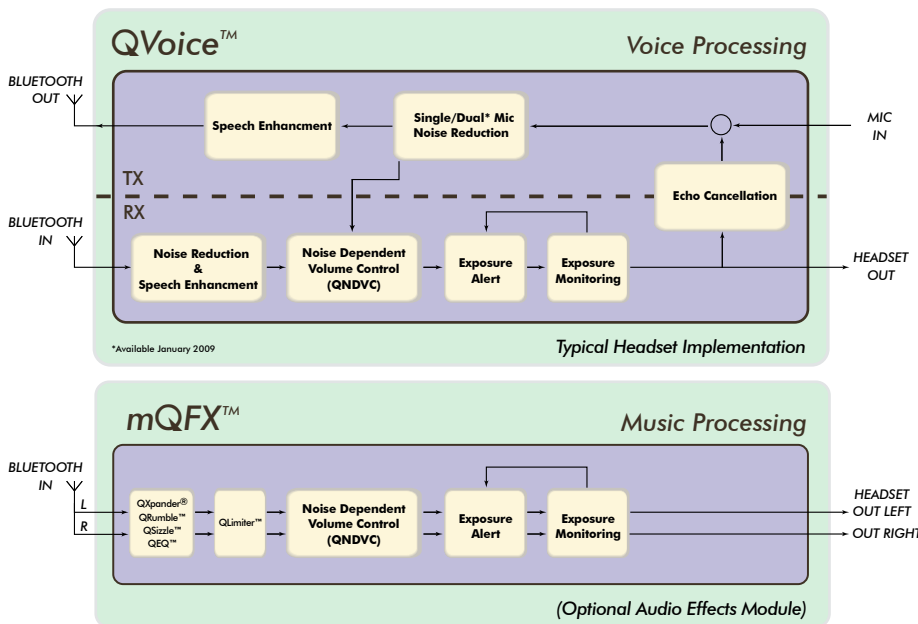 QVoice™
Voice Processing
BLUETOOTH
OUT
Speech Enhancment
Single/Dual* Mic
Noise Reduction
MIC
IN
TX
RX
Echo Cancellation
BLUETOOTH
IN
Noise Reduction
&
Speech Enhancment
Noise Dependent
Volume Control
(QNDVC)
Exposure
Alert
Exposure
Monitoring
HEADSET
OUT
*Available January 2009
Typical Headset Implementation
mQFX™
Music Processing
BLUETOOTH
IN
L
R
QXpander®
QRumble™
QSizzle™
QEQ™
QLimiter™
Noise Dependent
Volume Control
(QNDVC)
Exposure
Alert
Exposure
Monitoring
HEADSET
OUT LEFT
OUT RIGHT
(Optional Audio Effects Module)